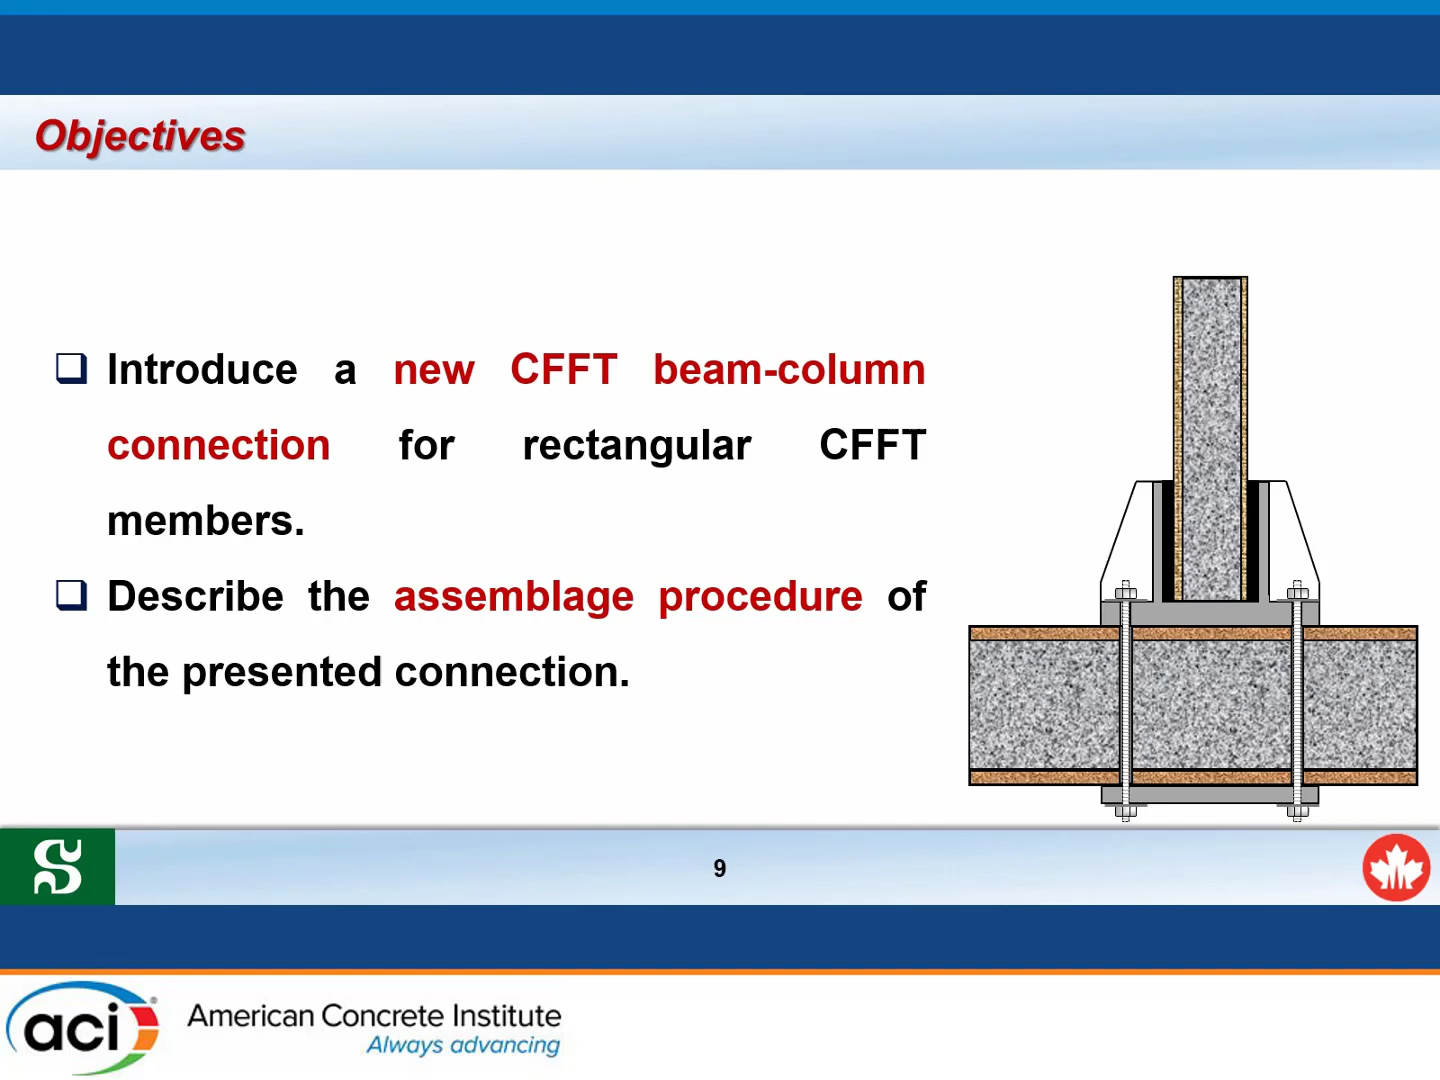 Objectives
Introduce a new CFFT beam-column
connection for rectangular CFFT
members.
Describe the assemblage procedure of
the presented connection.
9
aci®
American Concrete Institute
Always advancing